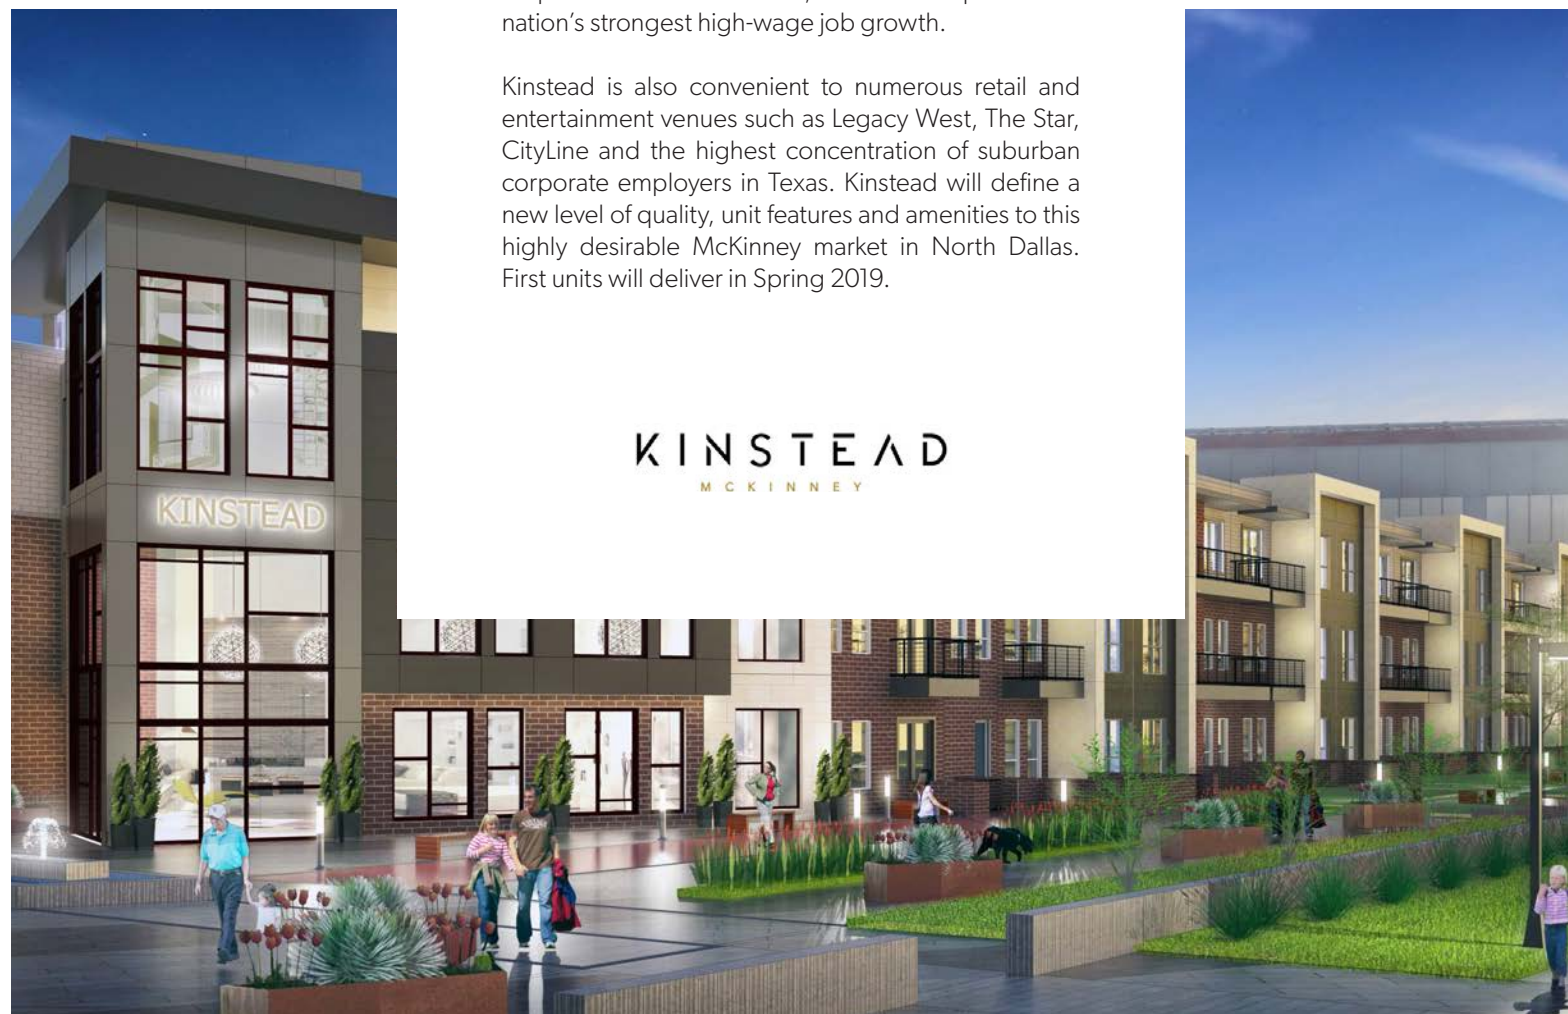 nation’s strongest high-wage job growth.
Kinstead is also convenient to numerous retail and
entertainment venues such as Legacy West, The Star,
CityLine and the highest concentration of suburban
corporate employers in Texas. Kinstead will define a
new level of quality, unit features and amenities to this
highly desirable McKinney market in North Dallas.
First units will deliver in Spring 2019.
KINSTEAD
MCKINNEY
KINSTEAD